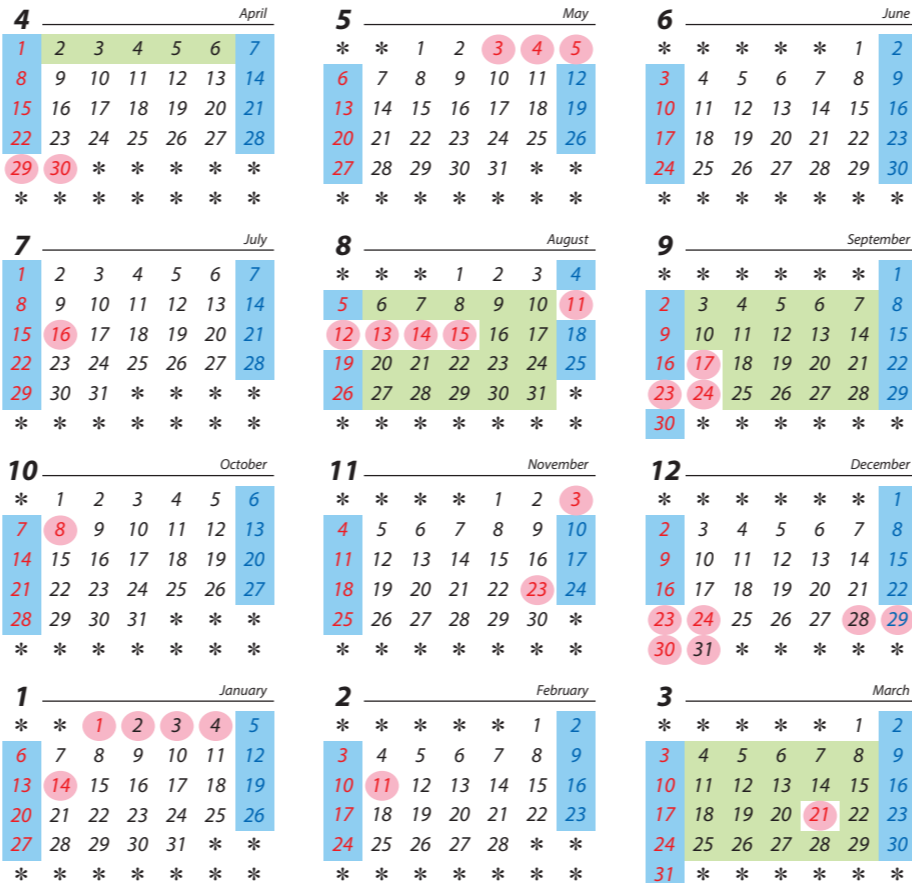 4 April
1 2 3 4 5 6 7
8 9 10 11 12 13 14
15 16 17 18 19 20 21
22 23 24 25 26 27 28
29 30 * * * * *
* * * * * * *
5 May
* * 1 2 3 4 5
6 7 8 9 10 11 12
13 14 15 16 17 18 19
20 21 22 23 24 25 26
27 28 29 30 31 * *
* * * * * * *
6 June
* * * * * 1 2
3 4 5 6 7 8 9
10 11 12 13 14 15 16
17 18 19 20 21 22 23
24 25 26 27 28 29 30
* * * * * * *
7 July
1 2 3 4 5 6 7
8 9 10 11 12 13 14
15 16 17 18 19 20 21
22 23 24 25 26 27 28
29 30 31 * * * *
* * * * * * *
8 August
* * * 1 2 3 4
5 6 7 8 9 10 11
12 13 14 15 16 17 18
19 20 21 22 23 24 25
26 27 28 29 30 31 *
* * * * * * *
9 September
* * * * * * 1
2 3 4 5 6 7 8
9 10 11 12 13 14 15
16 17 18 19 20 21 22
23 24 25 26 27 28 29
30 * * * * * *
10 October
* 1 2 3 4 5 6
7 8 9 10 11 12 13
14 15 16 17 18 19 20
21 22 23 24 25 26 27
28 29 30 31 * * *
* * * * * * *
11 November
* * * * 1 2 3
4 5 6 7 8 9 10
11 12 13 14 15 16 17
18 19 20 21 22 23 24
25 26 27 28 29 30 *
* * * * * * *
12 December
* * * * * * 1
2 3 4 5 6 7 8
9 10 11 12 13 14 15
16 17 18 19 20 21 22
23 24 25 26 27 28 29
30 31 * * * * *
1 January
* * 1 2 3 4 5
6 7 8 9 10 11 12
13 14 15 16 17 18 19
20 21 22 23 24 25 26
27 28 29 30 31 * *
* * * * * * *
2 February
* * * * * 1 2
3 4 5 6 7 8 9
10 11 12 13 14 15 16
17 18 19 20 21 22 23
24 25 26 27 28 * *
* * * * * * *
3 March
* * * * * 1 2
3 4 5 6 7 8 9
10 11 12 13 14 15 16
17 18 19 20 21 22 23
24 25 26 27 28 29 30
31 * * * * * *